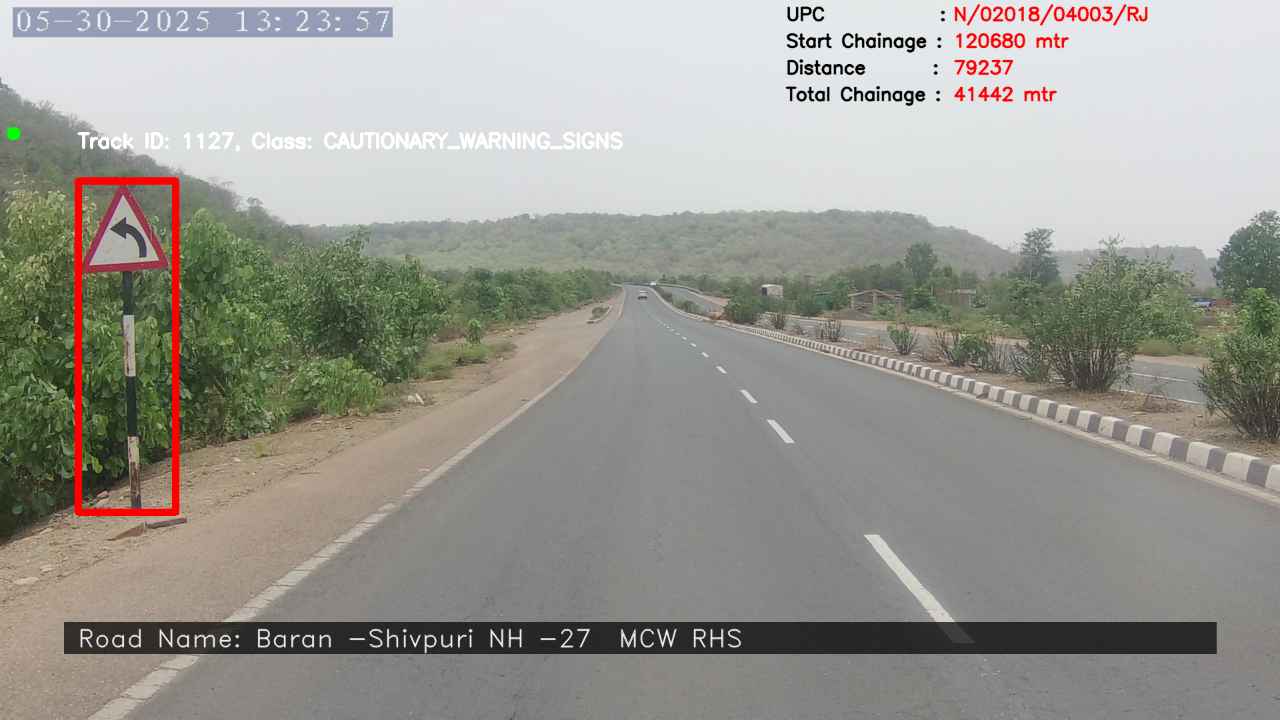 05-30-2025 13:23:57
UPC : N/02018/04003/RJ
Start Chainage : 120680 mtr
Distance : 79237
Total Chainage : 41442 mtr
Track ID: 1127, Class: CAUTIONARY_WARNING_SIGNS
Road Name: Baran -Shivpuri NH -27 MCW RHS